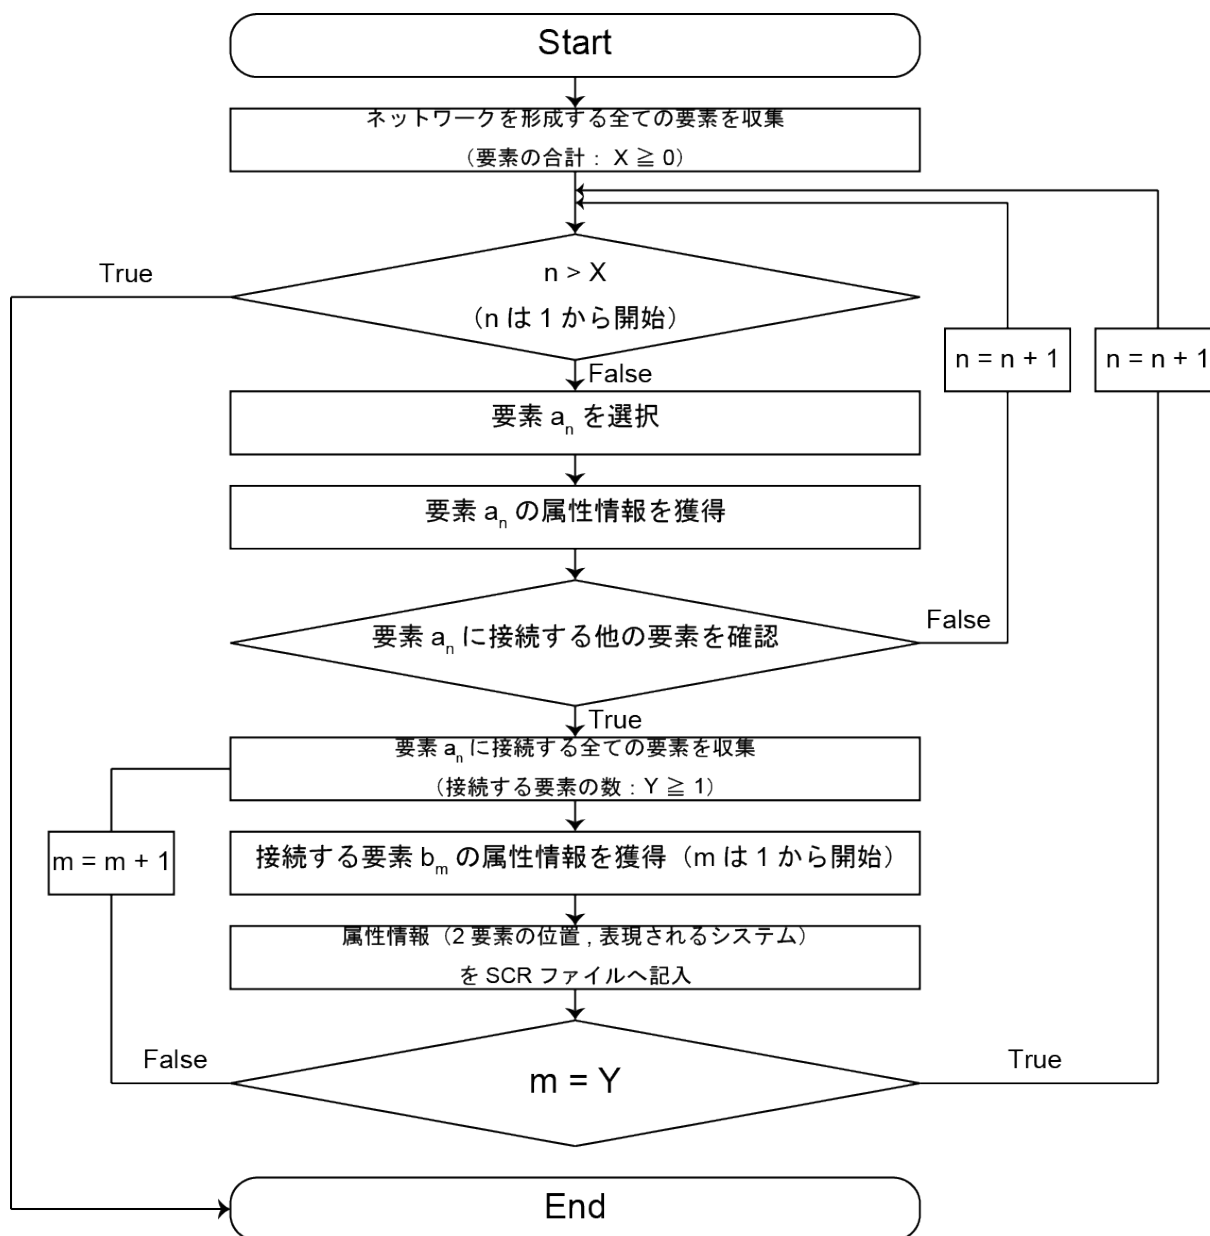 Start
ネットワークを形成する全ての要素を収集
（要素の合計： X ≧ 0）
True
n > X
（n は 1 から開始）
n = n + 1
n = n + 1
False
要素 an を選択
要素 an の属性情報を獲得
False
要素 an に接続する他の要素を確認
True
要素 an に接続する全ての要素を収集
（接続する要素の数：Y ≧ 1）
m = m + 1
接続する要素 bm の属性情報を獲得（m は 1 から開始）
属性情報（2 要素の位置 , 表現されるシステム）
を SCR ファイルへ記入
False
True
m = Y
End